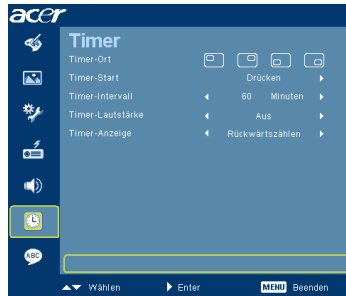 acer
Timer
Timer-Ort
Timer-Start Drücken
Timer-Intervall 60 Minuten
Timer-Lautstärke Aus
Timer-Anzeige Rückwärtszählen
ABC
Wählen Enter MENU Beenden